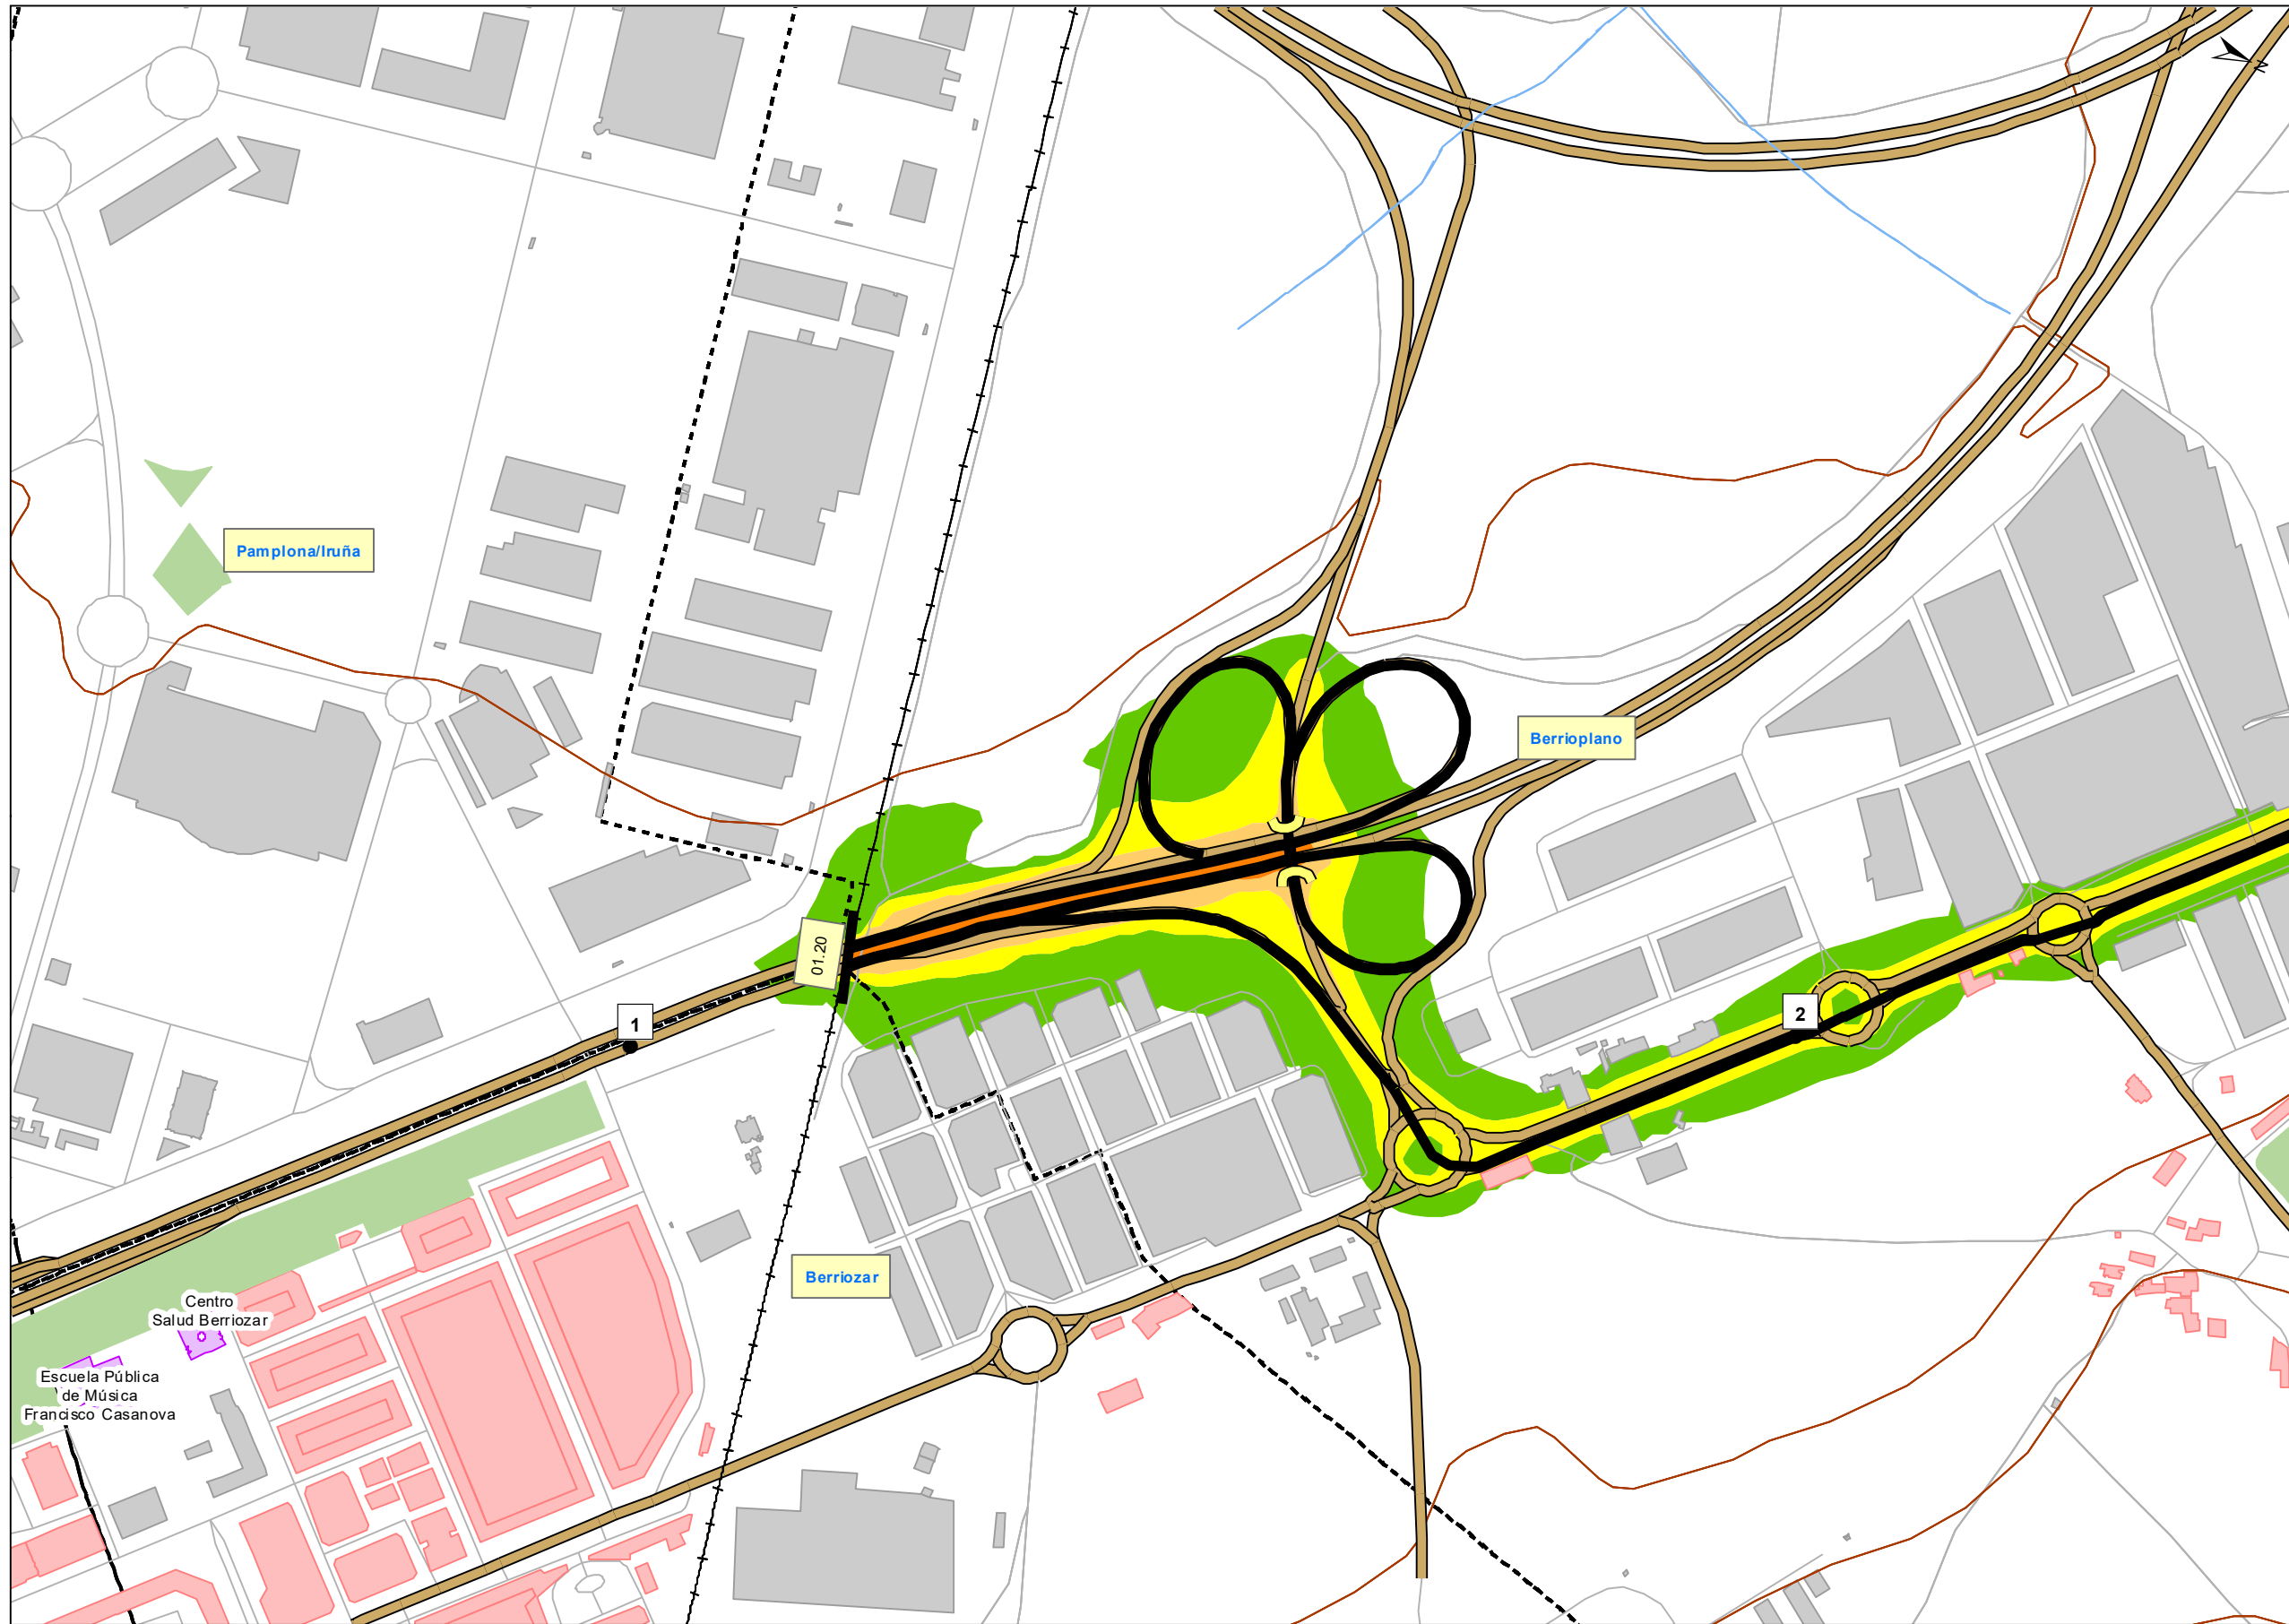 N
Pamplona/Iruña
Berrioplano
01.20
1
2
Berriozar
Centro
Salud Berriozar
Escuela Pública
de Música
Francisco Casanova